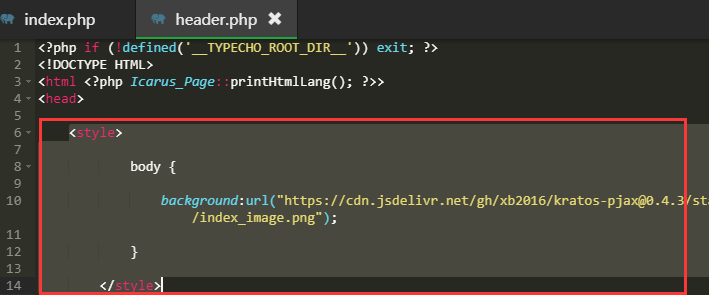 index.php header.php ✖
1 <?php if (!defined('__TYPECHO_ROOT_DIR__')) exit; ?>
2 <!DOCTYPE HTML>
3 <html <?php Icarus_Page::printHtmlLang(); ?>>
4 <head>
5
6 <style>
7
8 body {
9
10 background:url("https://cdn.jsdelivr.net/gh/xb2016/kratos-pjax@0.4.3/sta
/index_image.png");
11
12 }
13
14 </style>